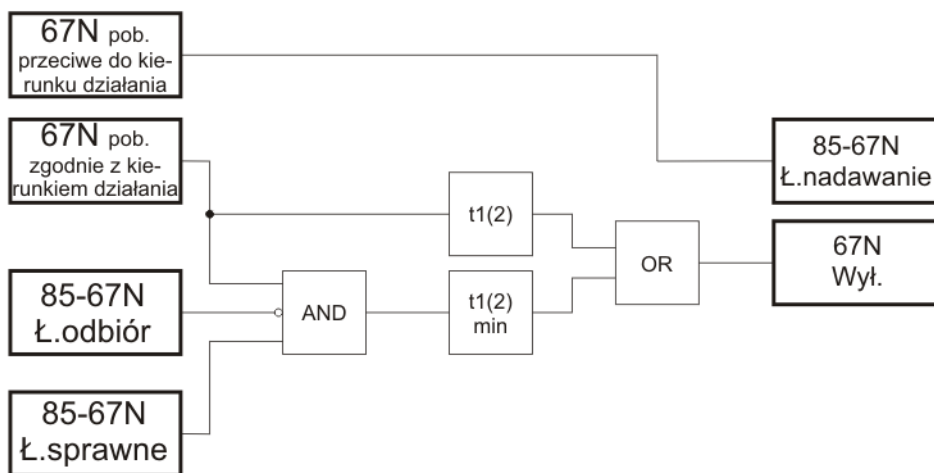 67N pob.
przeciwe do kie-
runku działania
67N pob.
zgodnie z kie-
runkiem działania
85-67N
Ł.nadawanie
t1(2)
67N
Wył.
OR
85-67N
Ł.odbiór
AND
t1(2)
min
85-67N
Ł.sprawne